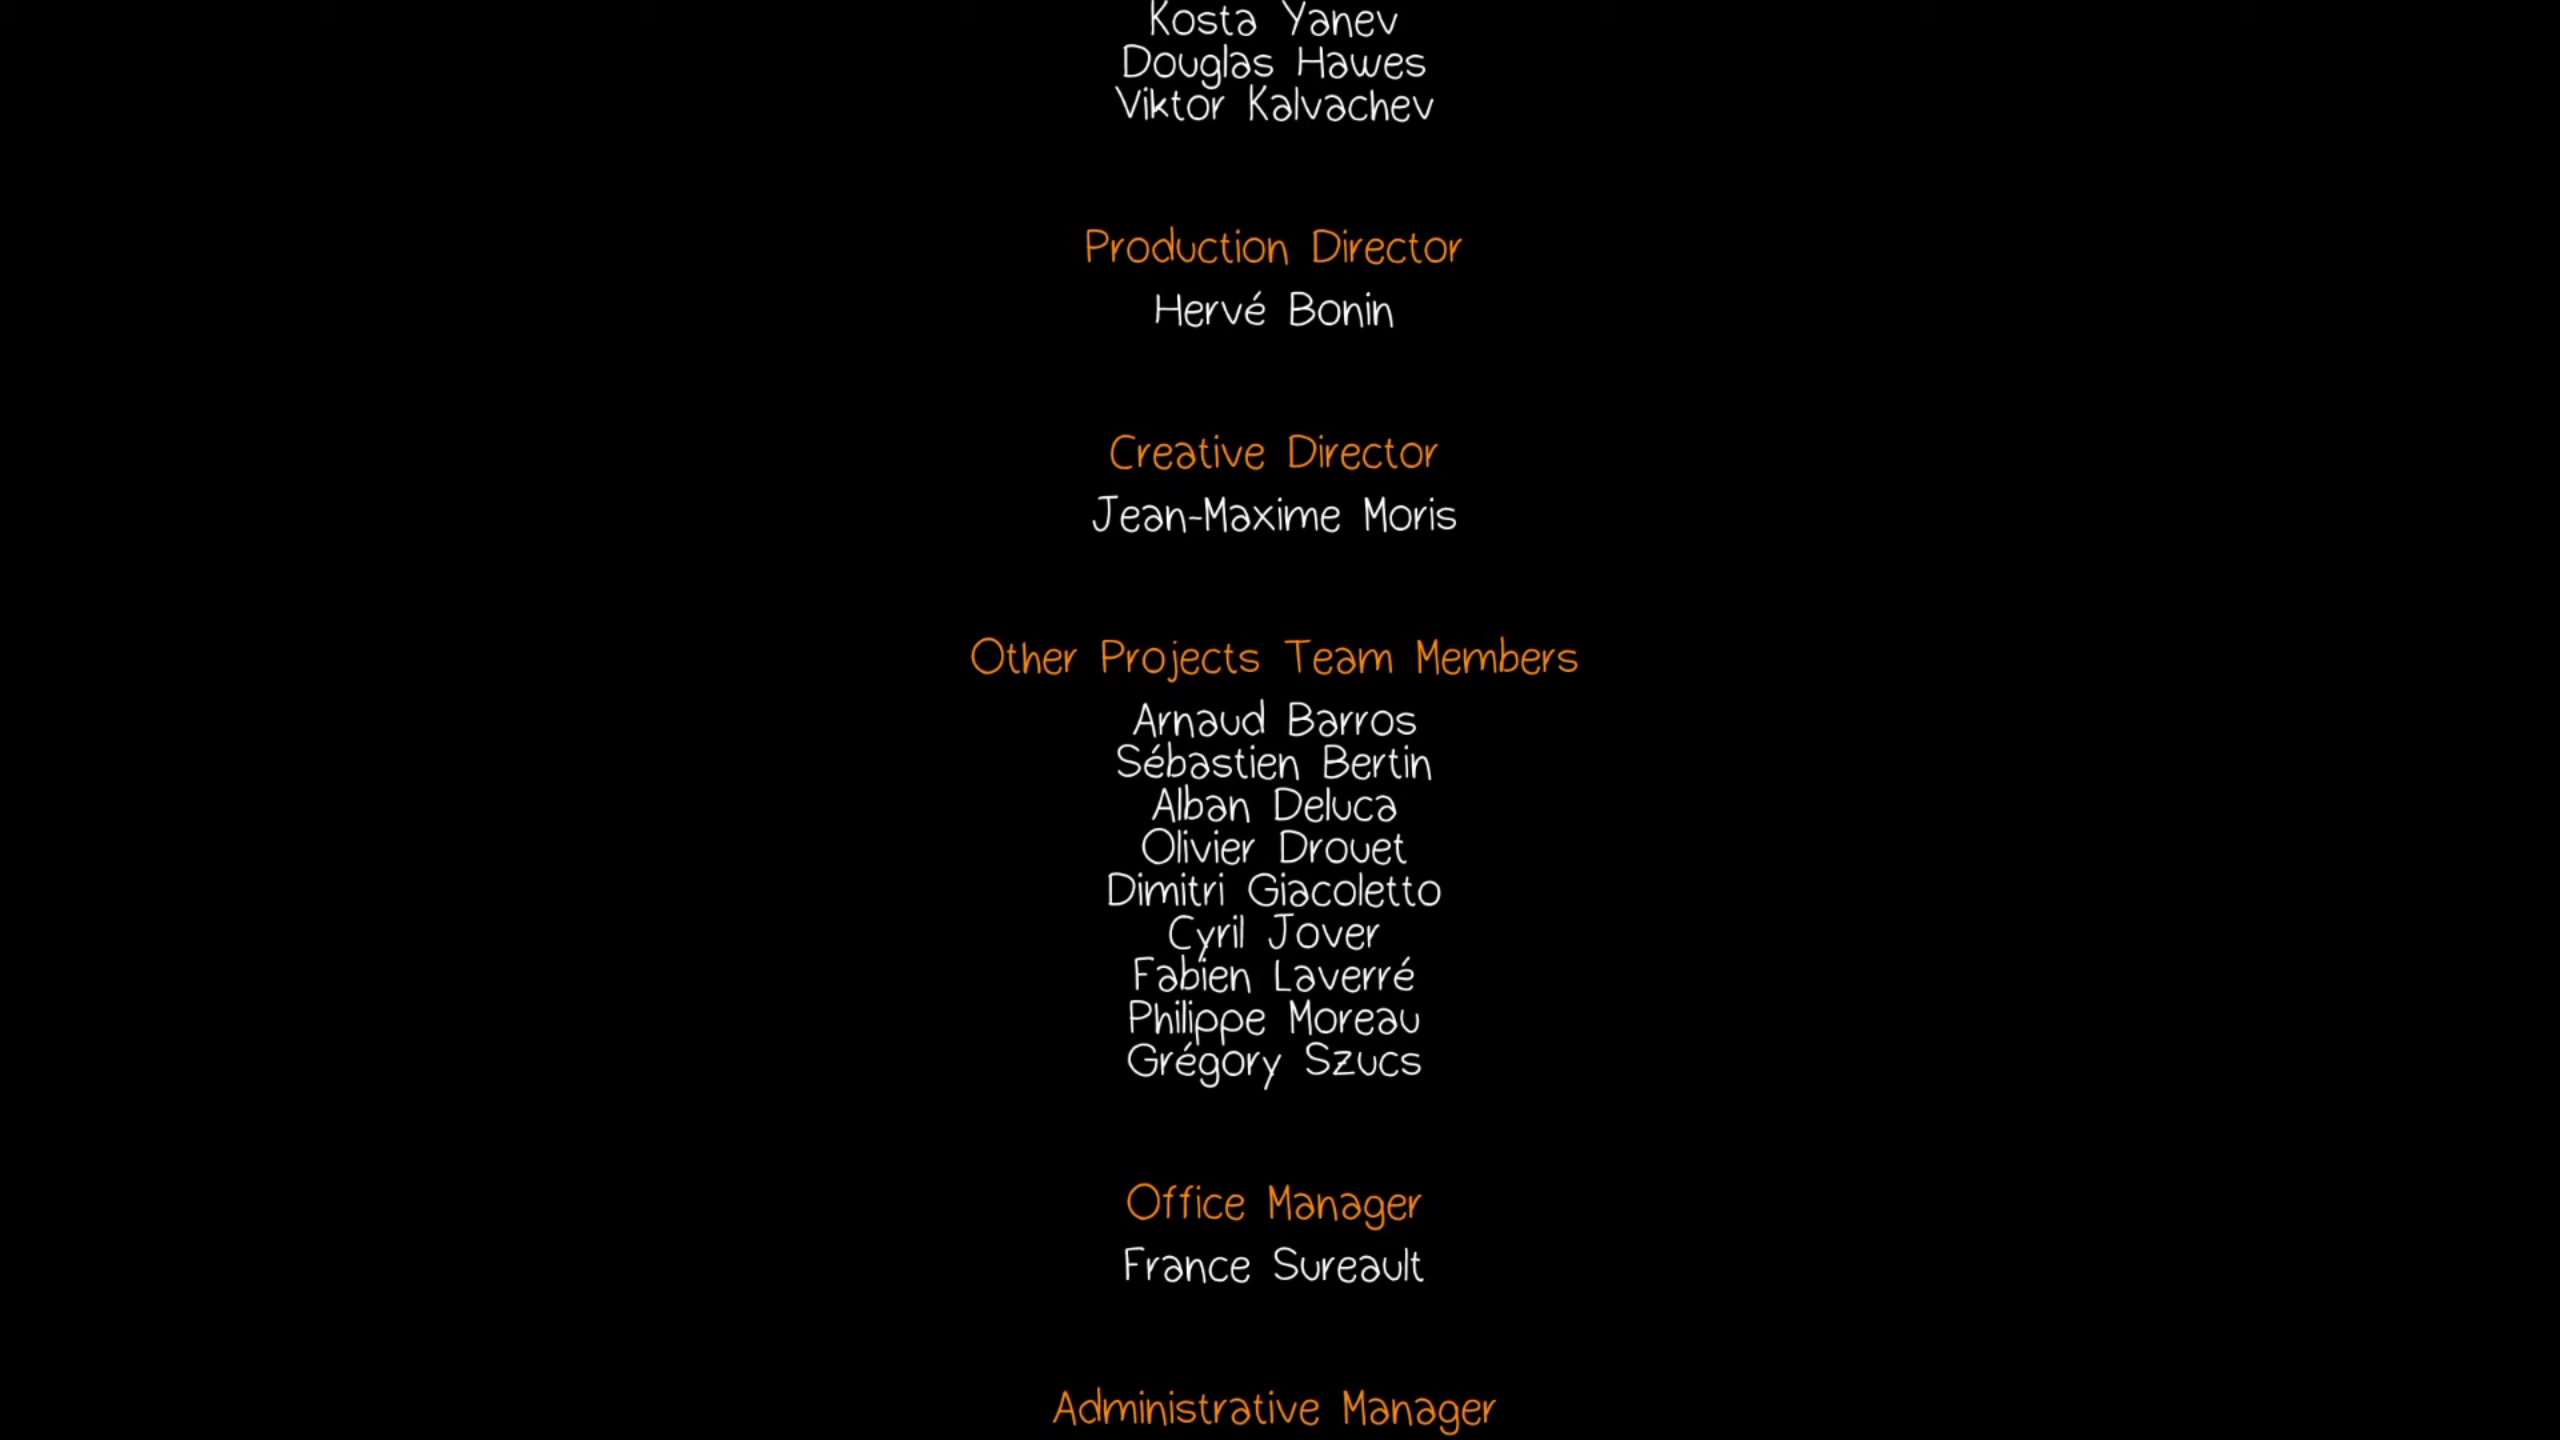 Kosta Yanev
Douglas Hawes
Viktor Kalvachev
Production Director
Hervé Bonin
Creative Director
Jean-Maxime Moris
Other Projects Team Members
Arnaud Barros
Sébastien Bertin
Alban Deluca
Olivier Drouet
Dimitri Giacoletto
Cyril Jover
Fabien Laverré
Philippe Moreau
Grégory Szucs
Office Manager
France Sureault
Administrative Manager